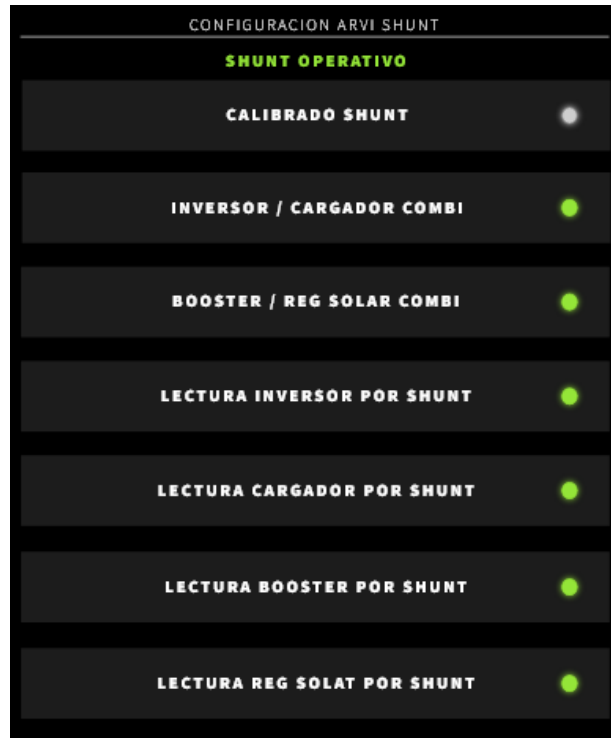 CONFIGURACION ARVI SHUNT
SHUNT OPERATIVO
CALIBRADO SHUNT
INVERSOR / CARGADOR COMBI
BOOSTER / REG SOLAR COMBI
LECTURA INVERSOR POR SHUNT
LECTURA CARGADOR POR SHUNT
LECTURA BOOSTER POR SHUNT
LECTURA REG SOLAT POR SHUNT